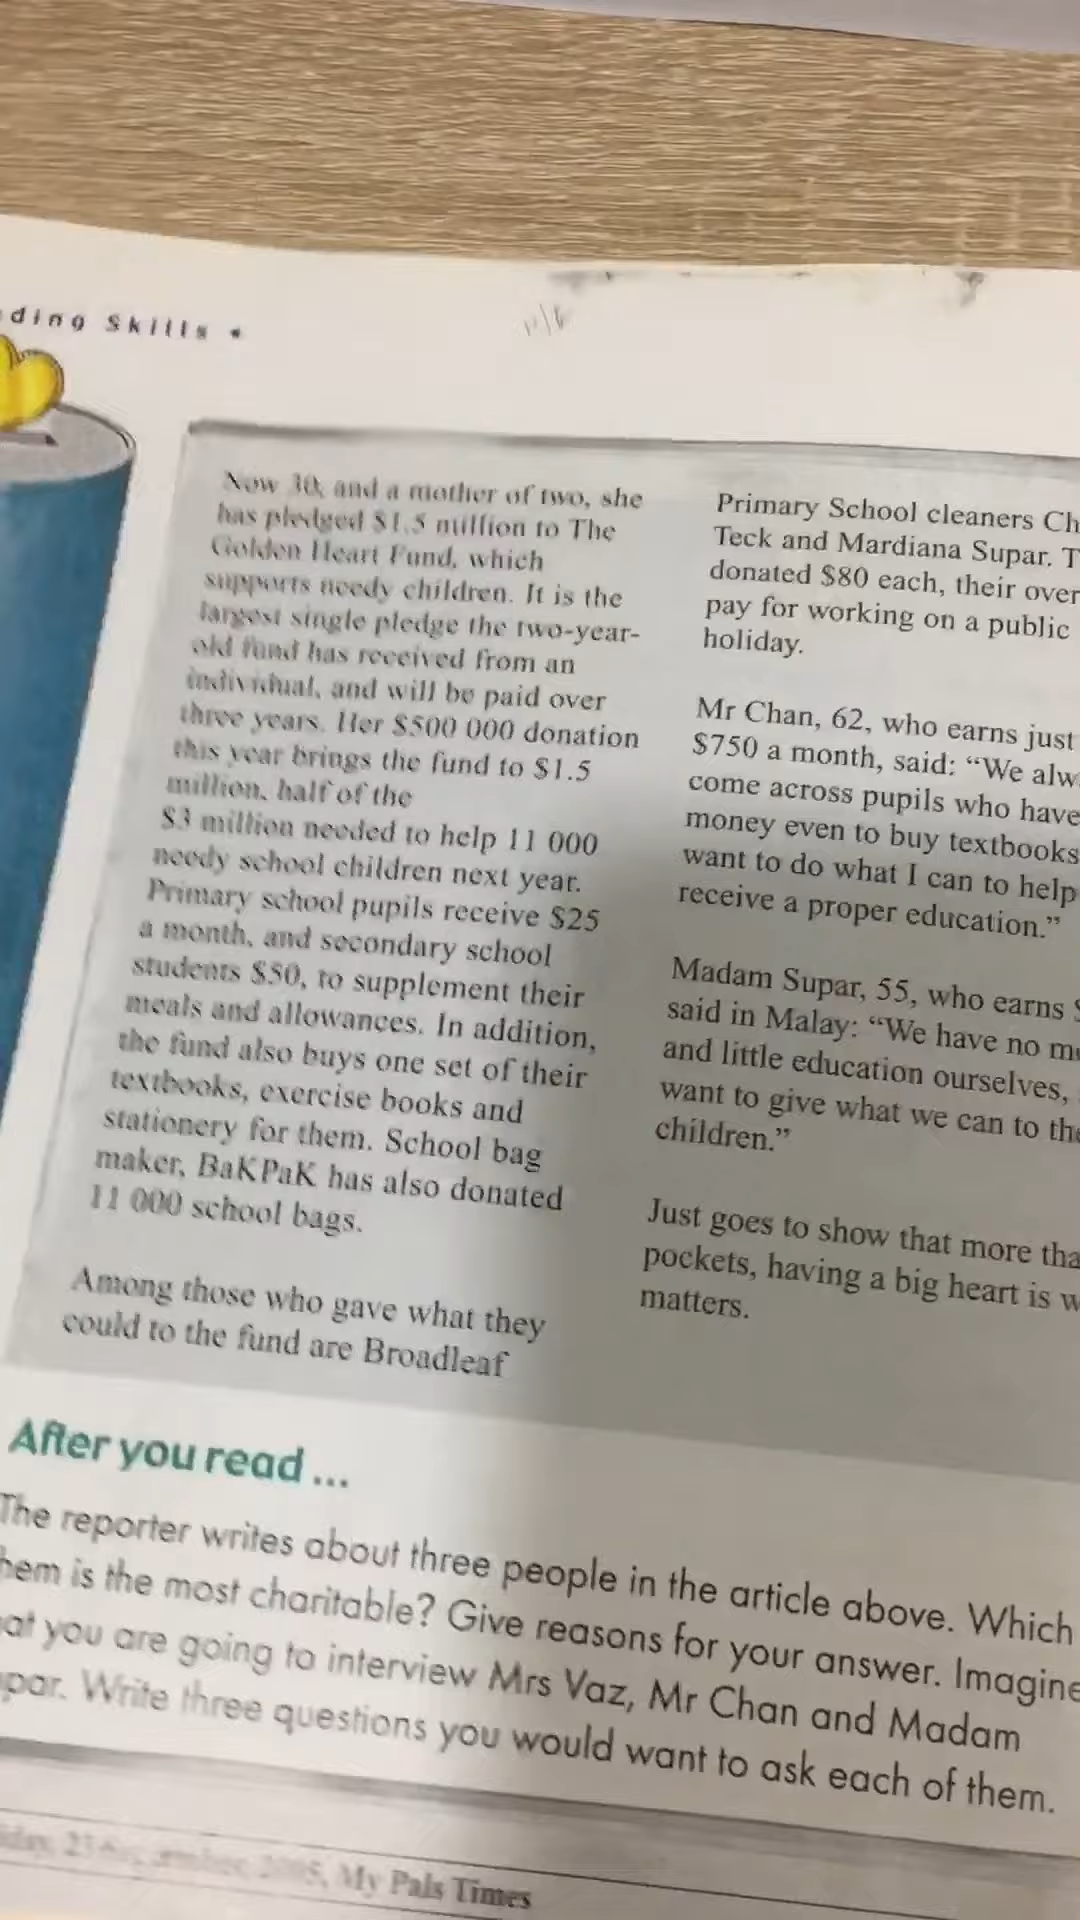 ding Skills
Now 30, and a mother of two, she
has pledged $1.5 million to The
Golden Heart Fund, which
supports needy children. It is the
largest single pledge the two-year-
old fund has received from an
individual, and will be paid over
three years. Her $500 000 donation
this year brings the fund to $1.5
million, half of the
$3 million needed to help 11 000
needy school children next year.
Primary school pupils receive $25
a month, and secondary school
students $50, to supplement their
meals and allowances. In addition,
the fund also buys one set of their
textbooks, exercise books and
stationery for them. School bag
maker, BaKPaK has also donated
11 000 school bags.
Among those who gave what they
could to the fund are Broadleaf
Primary School cleaners Ch
Teck and Mardiana Supar. T
donated $80 each, their over
pay for working on a public
holiday.
Mr Chan, 62, who earns just
$750 a month, said: “We alw
come across pupils who have
money even to buy textbooks
want to do what I can to help
receive a proper education.”
Madam Supar, 55, who earns
said in Malay: “We have no m
and little education ourselves,
want to give what we can to the
children.”
Just goes to show that more tha
pockets, having a big heart is w
matters.
After you read ...
The reporter writes about three people in the article above. Which
hem is the most charitable? Give reasons for your answer. Imagine
at you are going to interview Mrs Vaz, Mr Chan and Madam
par. Write three questions you would want to ask each of them.
My Pals Times